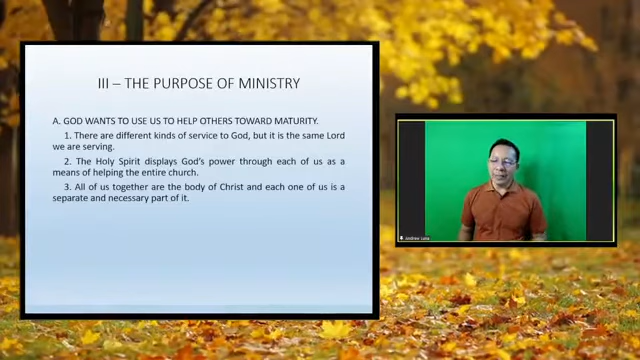 III – THE PURPOSE OF MINISTRY
A. GOD WANTS TO USE US TO HELP OTHERS TOWARD MATURITY.
1. There are different kinds of service to God, but it is the same Lord
we are serving.
2. The Holy Spirit displays God's power through each of us as a
means of helping the entire church.
3. All of us together are the body of Christ and each one of us is a
separate and necessary part of it.
Andrew Luna